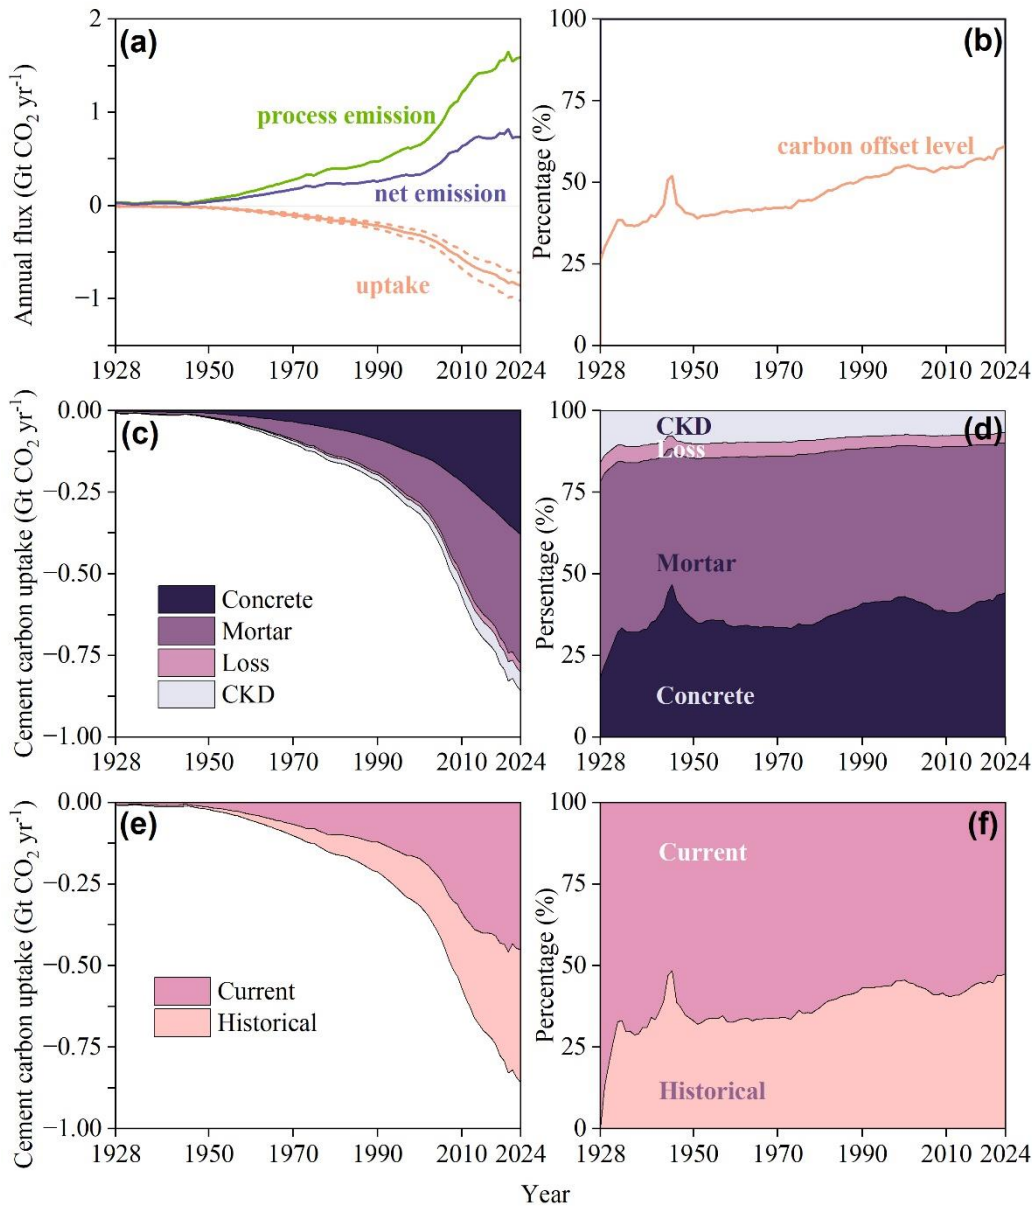 (a)
2
1
0
−1
Annual flux (Gt CO₂ yr⁻¹)
process emission
net emission
uptake
1928 1950 1970 1990 2010 2024
(b)
100
75
50
25
0
Percentage (%)
carbon offset level
1928 1950 1970 1990 2010 2024
(c)
0.00
−0.25
−0.50
−0.75
−1.00
Cement carbon uptake (Gt CO₂ yr⁻¹)
Concrete
Mortar
Loss
CKD
1928 1950 1970 1990 2010 2024
(d)
100
75
50
25
0
Persentage (%)
CKD
Loss
Mortar
Concrete
1928 1950 1970 1990 2010 2024
(e)
0.00
−0.25
−0.50
−0.75
−1.00
Cement carbon uptake (Gt CO₂ yr⁻¹)
Current
Historical
1928 1950 1970 1990 2010 2024
(f)
100
75
50
25
0
Percentage (%)
Current
Historical
1928 1950 1970 1990 2010 2024
Year